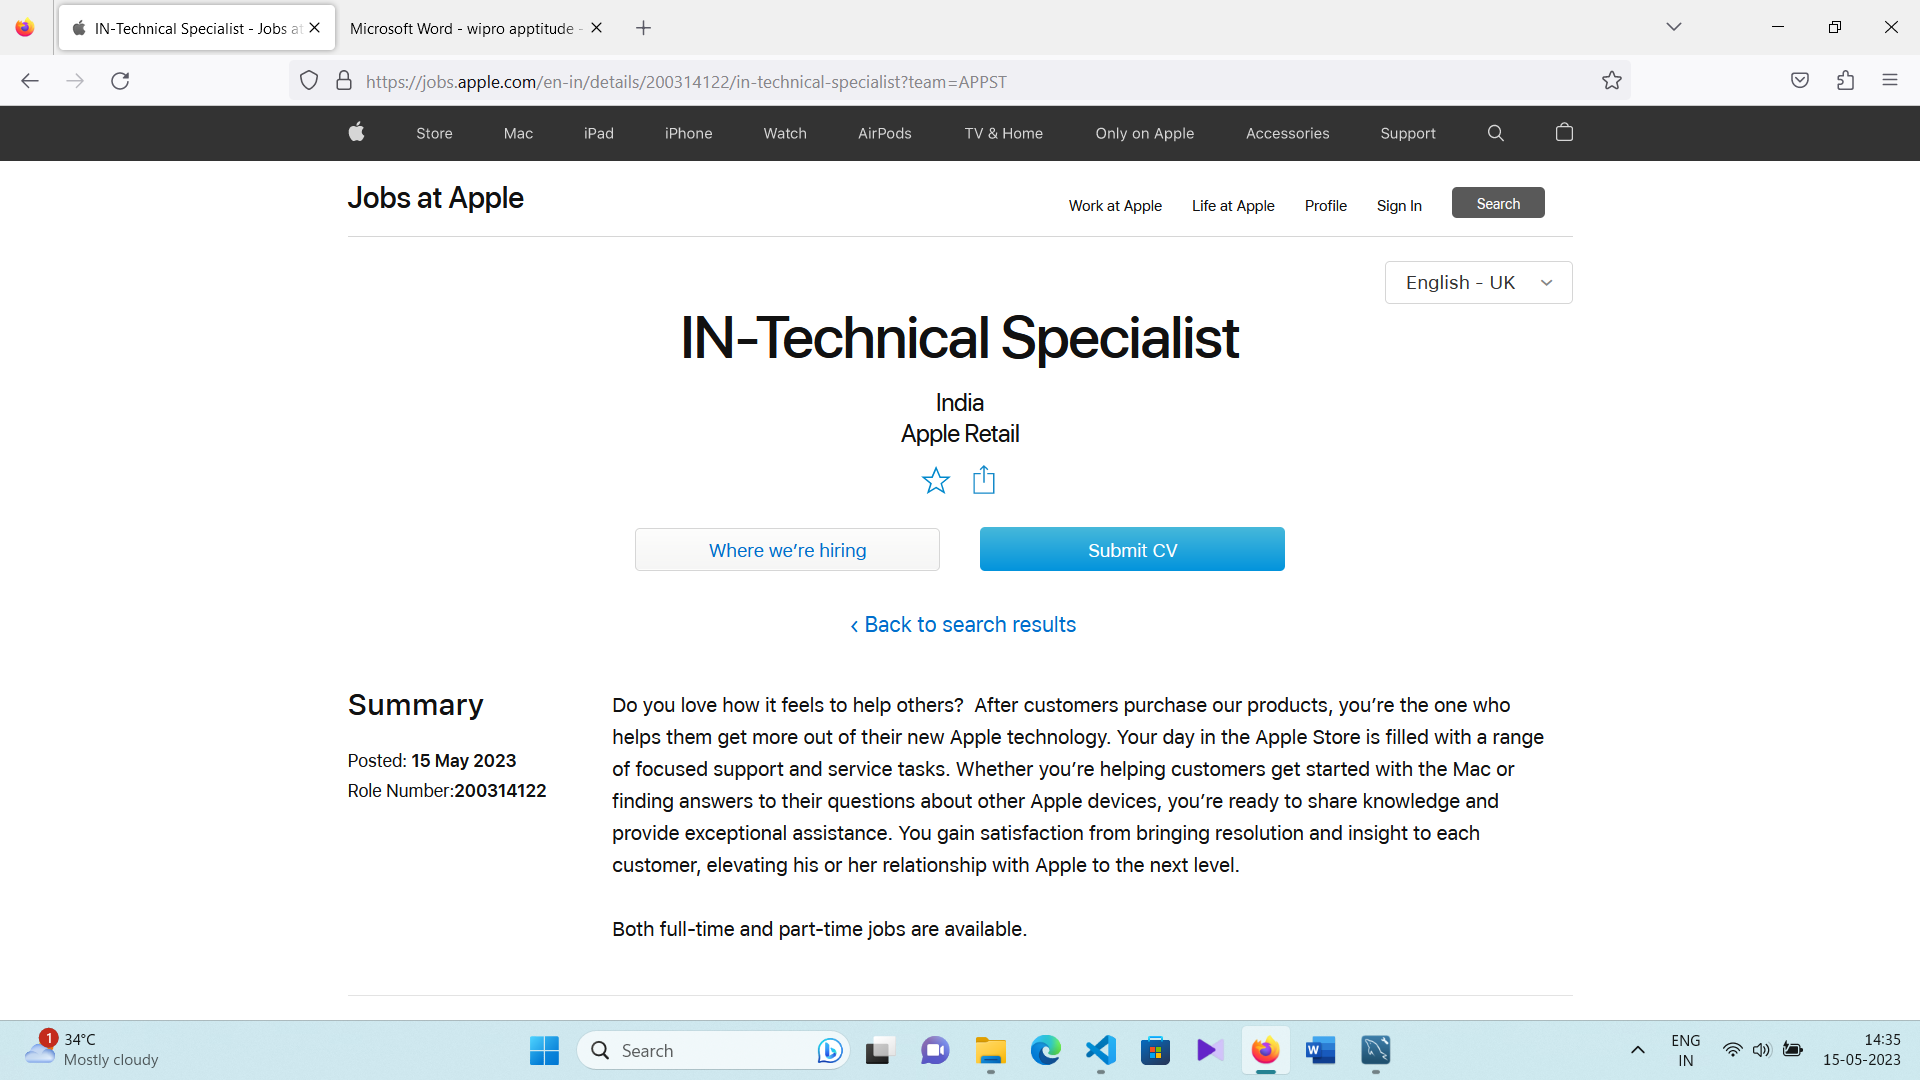 IN-Technical Specialist - Jobs at
Microsoft Word - wipro apptitude -
https://jobs.apple.com/en-in/details/200314122/in-technical-specialist?team=APPST
Store Mac iPad iPhone Watch AirPods TV & Home Only on Apple Accessories Support
Jobs at Apple
Work at Apple Life at Apple Profile Sign In Search
English - UK
IN-Technical Specialist
India
Apple Retail
Where we’re hiring Submit CV
‹ Back to search results
Summary
Posted: 15 May 2023
Role Number:200314122
Do you love how it feels to help others?  After customers purchase our products, you’re the one who
helps them get more out of their new Apple technology. Your day in the Apple Store is filled with a range
of focused support and service tasks. Whether you’re helping customers get started with the Mac or
finding answers to their questions about other Apple devices, you’re ready to share knowledge and
provide exceptional assistance. You gain satisfaction from bringing resolution and insight to each
customer, elevating his or her relationship with Apple to the next level.
Both full-time and part-time jobs are available.
1
34°C
Mostly cloudy
Search
W
ENG
IN
14:35
15-05-2023